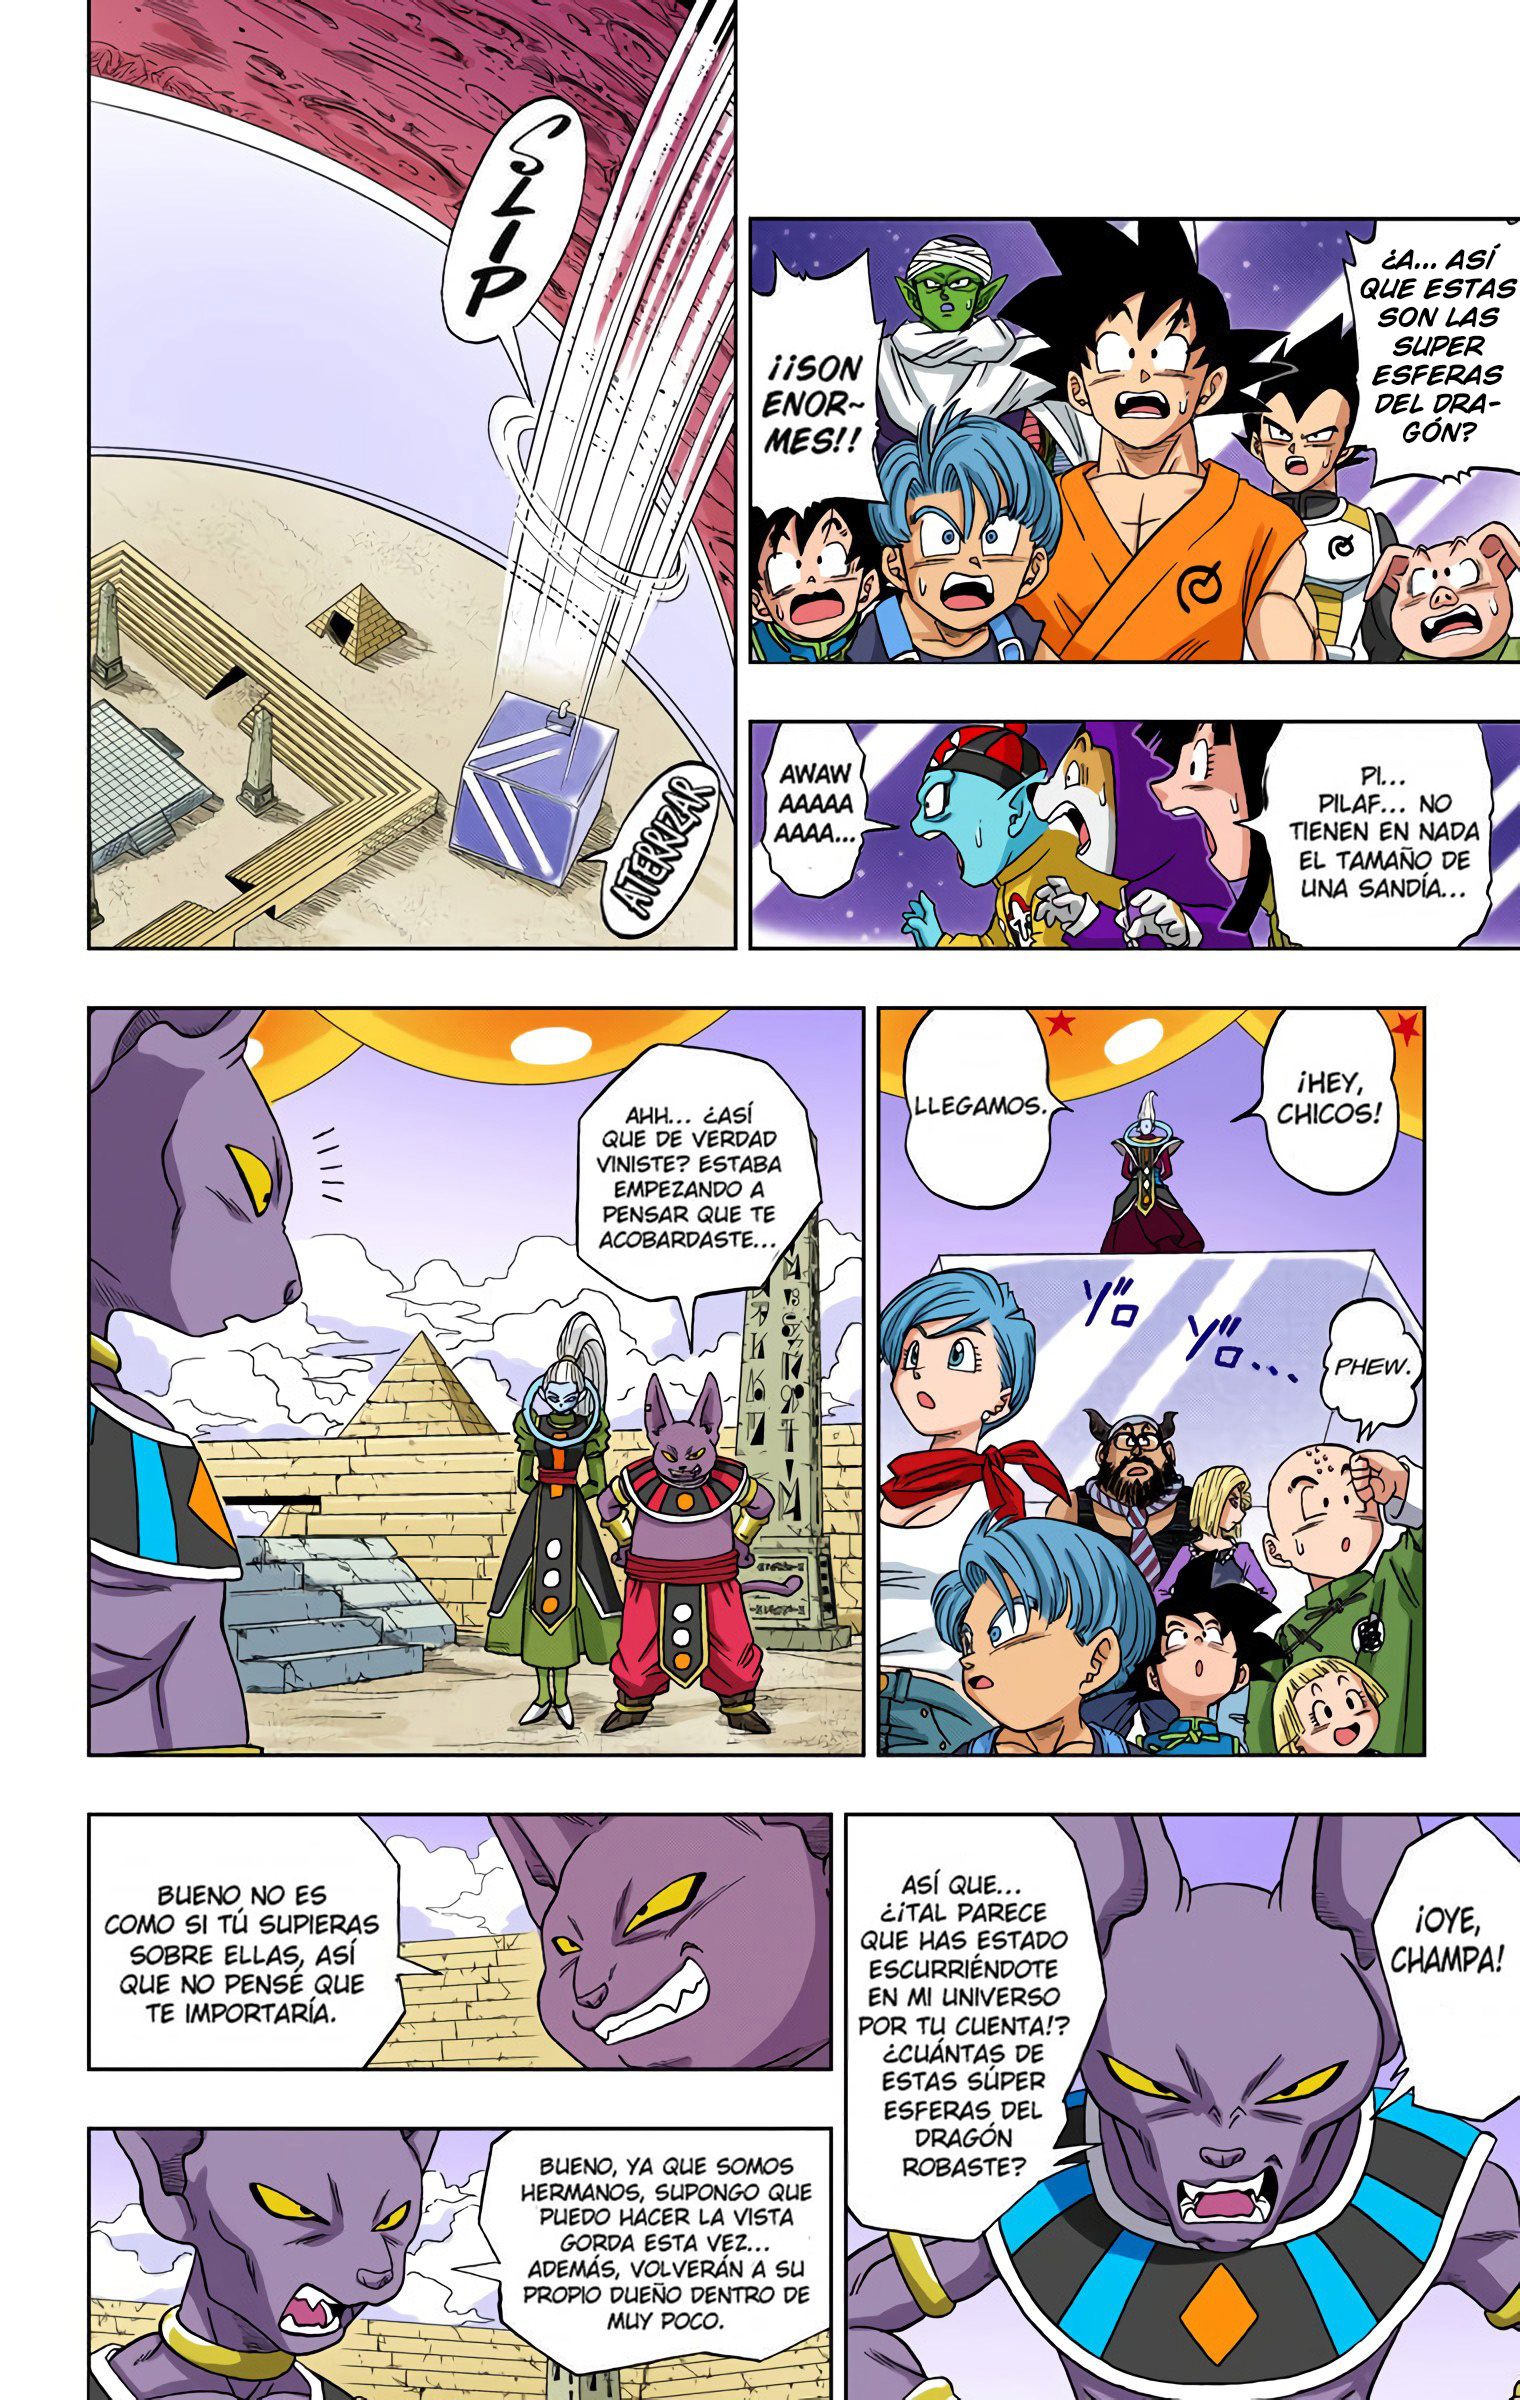 ¿A... ASÍ
QUE ESTAS
SON LAS
SUPER
ESFERAS
DEL DRA-
GÓN?
¡¡SON
ENOR~
MES!!
SLIP
ATERRIZAR
PI...
PILAF... NO
TIENEN EN NADA
EL TAMAÑO DE
UNA SANDÍA...
AWAW
AAAAA
AAAA...
¡HEY,
CHICOS!
LLEGAMOS.
ゾロ
ゾロ...
PHEW.
AHH... ¿ASÍ
QUE DE VERDAD
VINISTE? ESTABA
EMPEZANDO A
PENSAR QUE TE
ACOBARDASTE...
¡OYE,
CHAMPA!
ASÍ QUE...
¿¡TAL PARECE
QUE HAS ESTADO
ESCURRIÉNDOTE
EN MI UNIVERSO
POR TU CUENTA!?
¿CUÁNTAS DE
ESTAS SÚPER
ESFERAS DEL
DRAGÓN
ROBASTE?
BUENO NO ES
COMO SI TÚ SUPIERAS
SOBRE ELLAS, ASÍ
QUE NO PENSÉ QUE
TE IMPORTARÍA.
BUENO, YA QUE SOMOS
HERMANOS, SUPONGO QUE
PUEDO HACER LA VISTA
GORDA ESTA VEZ...
ADEMÁS, VOLVERÁN A SU
PROPIO DUEÑO DENTRO DE
MUY POCO.